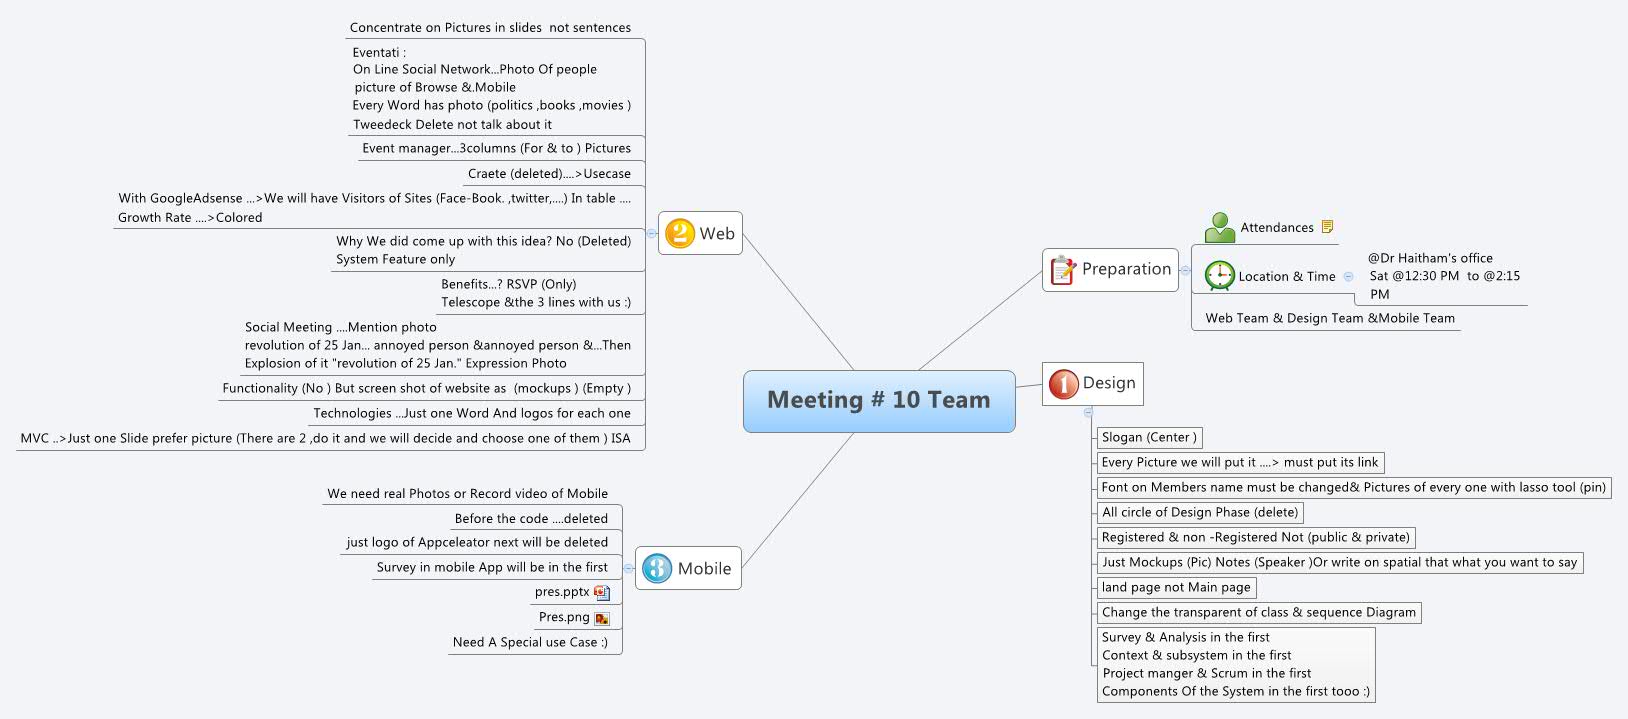 Meeting # 10 Team
Preparation
Attendances
Location & Time
@Dr Haitham's office
Sat @12:30 PM  to @2:15
PM
Web Team & Design Team &Mobile Team
1
Design
Slogan (Center )
Every Picture we will put it ....> must put its link
Font on Members name must be changed& Pictures of every one with lasso tool (pin)
All circle of Design Phase (delete)
Registered & non -Registered Not (public & private)
Just Mockups (Pic) Notes (Speaker )Or write on spatial that what you want to say
land page not Main page
Change the transparent of class & sequence Diagram
Survey & Analysis in the first
Context & subsystem in the first
Project manger & Scrum in the first
Components Of the System in the first tooo :)
2
Web
Concentrate on Pictures in slides  not sentences
Eventati :
On Line Social Network...Photo Of people
picture of Browse &.Mobile
Every Word has photo (politics ,books ,movies )
Tweedeck Delete not talk about it
Event manager...3columns (For & to ) Pictures
Craete (deleted)....>Usecase
With GoogleAdsense ...>We will have Visitors of Sites (Face-Book. ,twitter,....) In table ....
Growth Rate ....>Colored
Why We did come up with this idea? No (Deleted)
System Feature only
Benefits...? RSVP (Only)
Telescope &the 3 lines with us :)
Social Meeting ....Mention photo
revolution of 25 Jan... annoyed person &annoyed person &...Then
Explosion of it "revolution of 25 Jan." Expression Photo
Functionality (No ) But screen shot of website as  (mockups ) (Empty )
Technologies ...Just one Word And logos for each one
MVC ..>Just one Slide prefer picture (There are 2 ,do it and we will decide and choose one of them ) ISA
3
Mobile
We need real Photos or Record video of Mobile
Before the code ....deleted
just logo of Appceleator next will be deleted
Survey in mobile App will be in the first
pres.pptx
Pres.png
Need A Special use Case :)